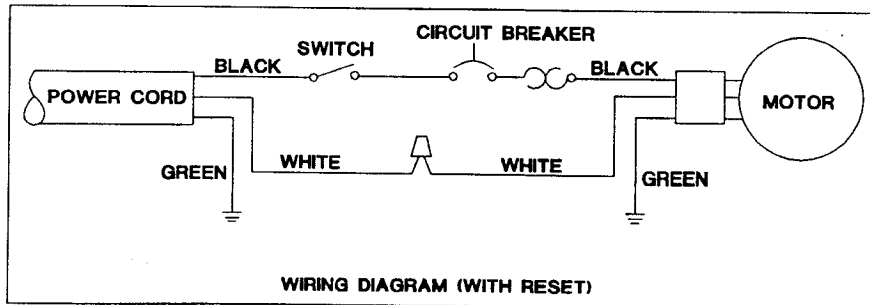 CIRCUIT BREAKER
SWITCH
BLACK
BLACK
POWER CORD
MOTOR
WHITE
WHITE
GREEN
GREEN
WIRING DIAGRAM (WITH RESET)